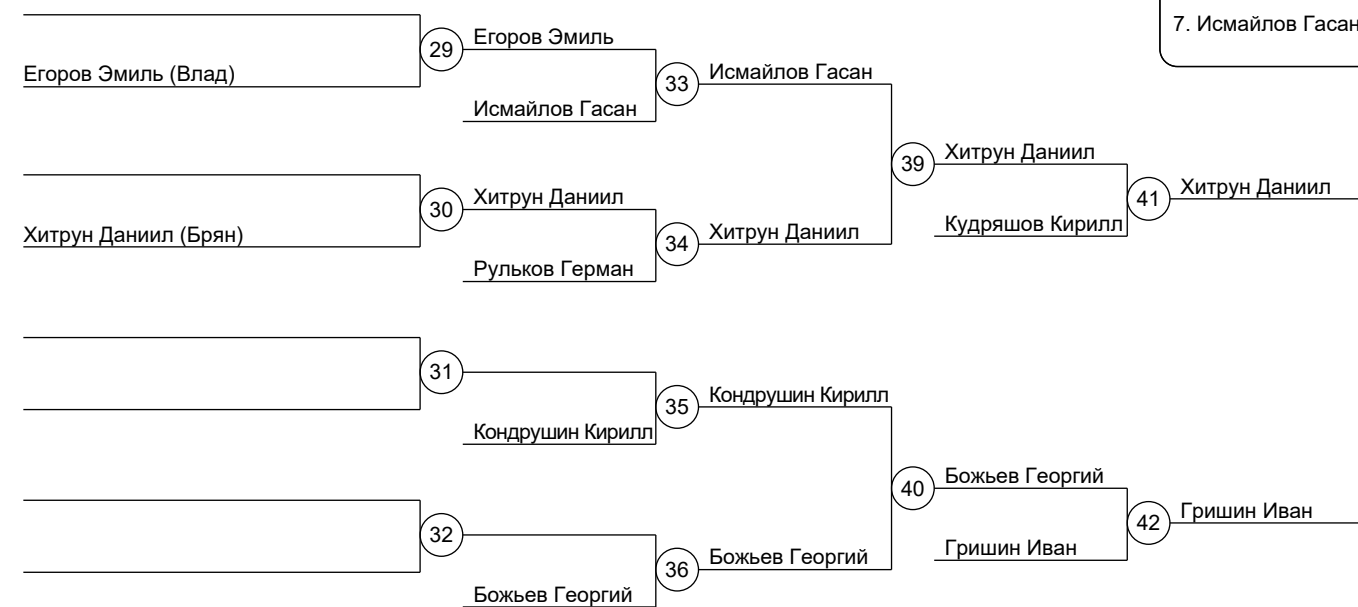 7. Исмайлов Гасан
29
Егоров Эмиль
Егоров Эмиль (Влад)
33
Исмайлов Гасан
Исмайлов Гасан
39
Хитрун Даниил
30
Хитрун Даниил
41
Хитрун Даниил
Хитрун Даниил (Брян)
34
Хитрун Даниил
Кудряшов Кирилл
Рульков Герман
31
35
Кондрушин Кирилл
Кондрушин Кирилл
40
Божьев Георгий
42
Гришин Иван
32
Гришин Иван
36
Божьев Георгий
Божьев Георгий